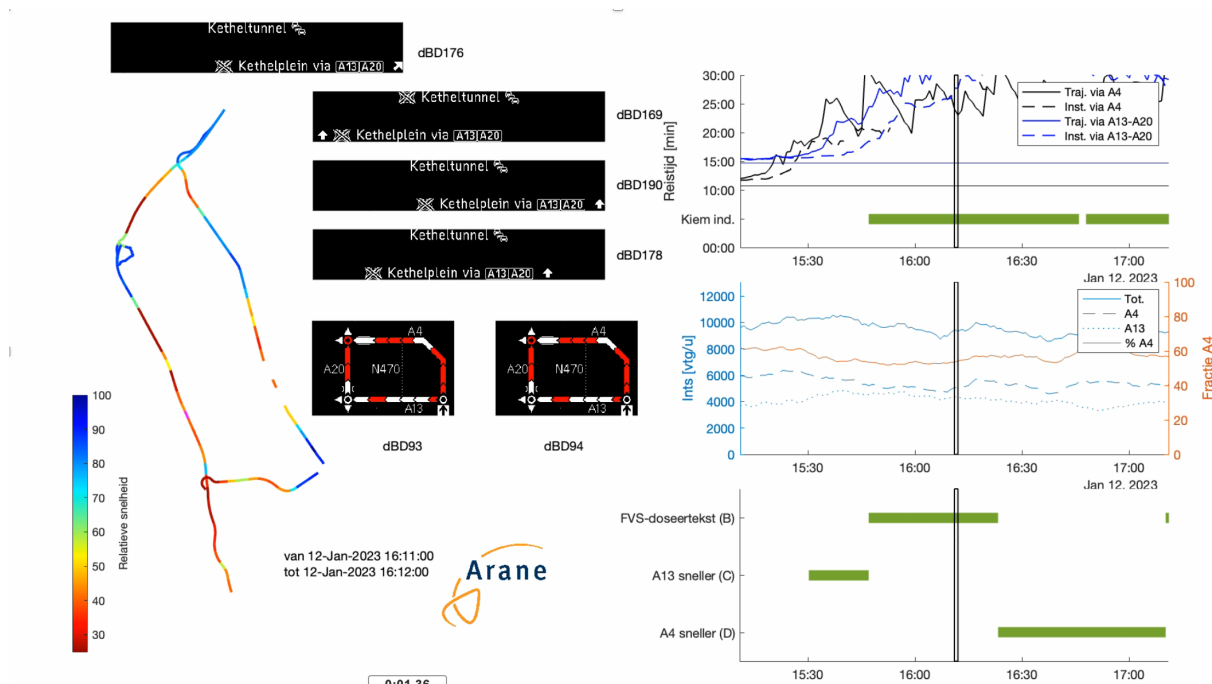 Ketheltunnel
Kethelplein via A13 A20
dBD176
Ketheltunnel
Kethelplein via A13 A20
dBD169
Ketheltunnel
Kethelplein via A13 A20
dBD190
Ketheltunnel
Kethelplein via A13 A20
dBD178
A4
A20
N470
A13
dBD93
A4
A20
N470
A13
dBD94
100
90
80
70
60
50
40
30
Relatieve snelheid
van 12-Jan-2023 16:11:00
tot 12-Jan-2023 16:12:00
Arane
0:01.36
Reistijd [min]
30:00
25:00
20:00
15:00
10:00
Kiem ind.
00:00
Traj. via A4
Inst. via A4
Traj. via A13-A20
Inst. via A13-A20
15:30 16:00 16:30 17:00
Jan 12, 2023
Ints [vtg/u]
12000
10000
8000
6000
4000
2000
0
Tot.
A4
A13
% A4
100
80
60
40
20
0
Fractie A4
15:30 16:00 16:30 17:00
Jan 12, 2023
FVS-doseertekst (B)
A13 sneller (C)
A4 sneller (D)
15:30 16:00 16:30 17:00